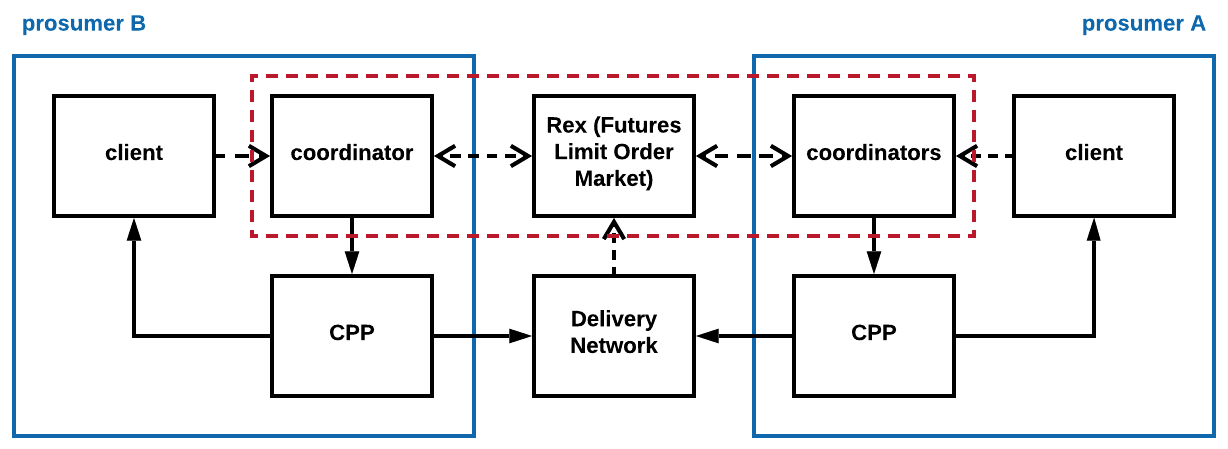 prosumer B
prosumer A
client
coordinator
Rex (Futures
Limit Order
Market)
coordinators
client
CPP
Delivery
Network
CPP